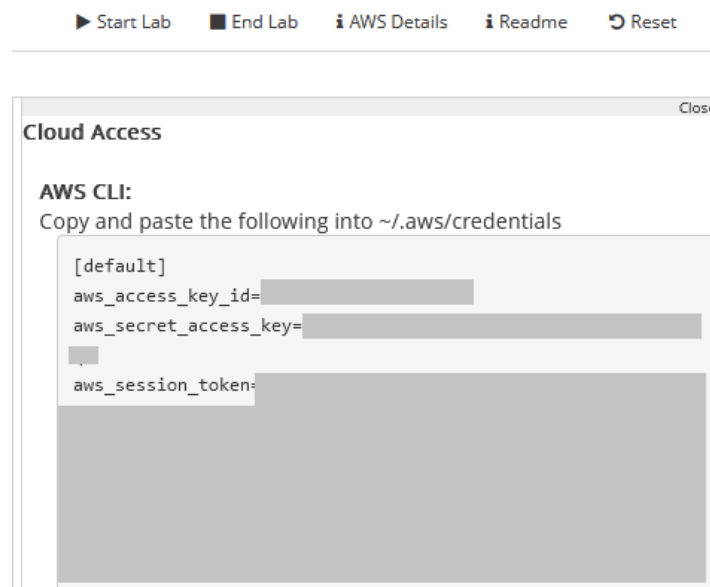 Start Lab End Lab AWS Details Readme Reset
Cloud Access
AWS CLI:
Copy and paste the following into ~/.aws/credentials
[default]
aws_access_key_id=
aws_secret_access_key=
aws_session_token=